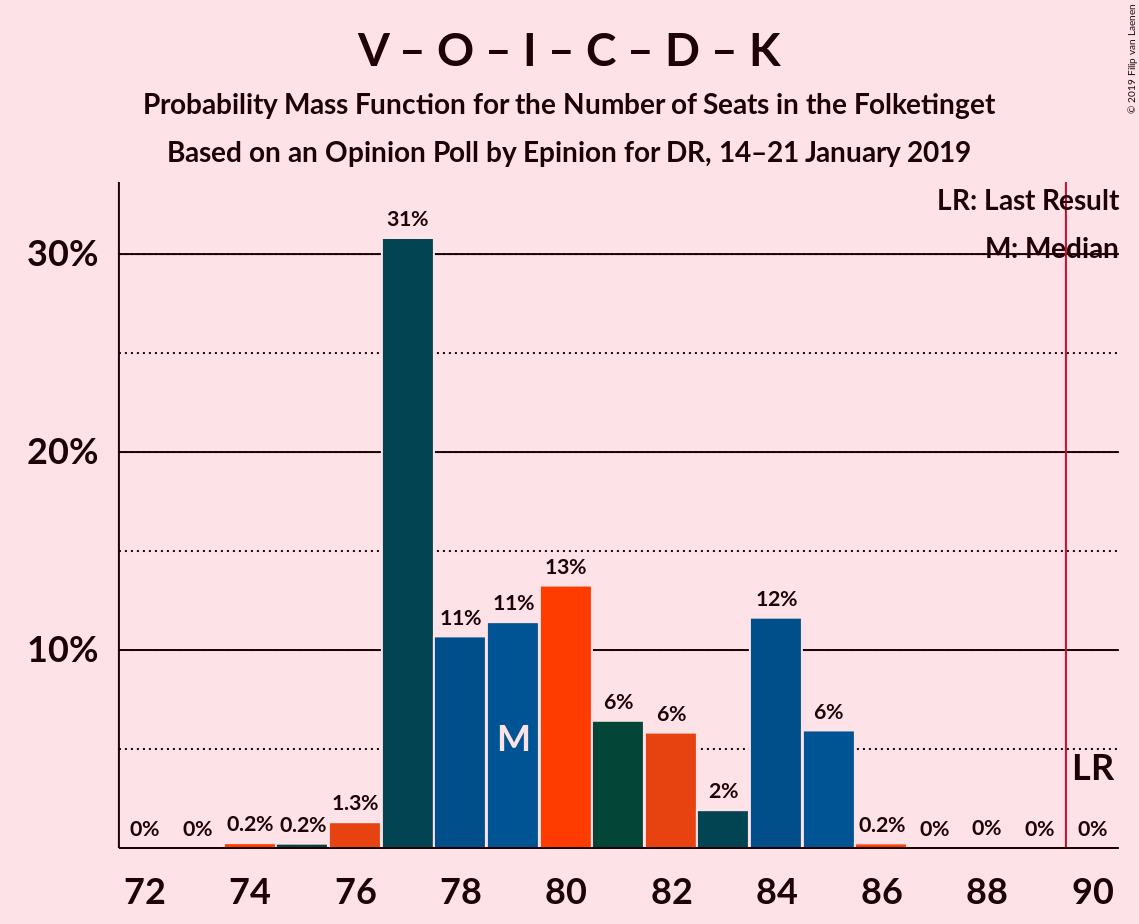 V – O – I – C – D – K
Probability Mass Function for the Number of Seats in the Folketinget
Based on an Opinion Poll by Epinion for DR, 14–21 January 2019
© 2019 Filip van Laenen
LR: Last Result
M: Median
30%
20%
10%
0%
0%
0.2%
0.2%
1.3%
31%
11%
11%
13%
6%
6%
2%
12%
6%
0.2%
0%
0%
0%
0%
M
LR
72 74 76 78 80 82 84 86 88 90